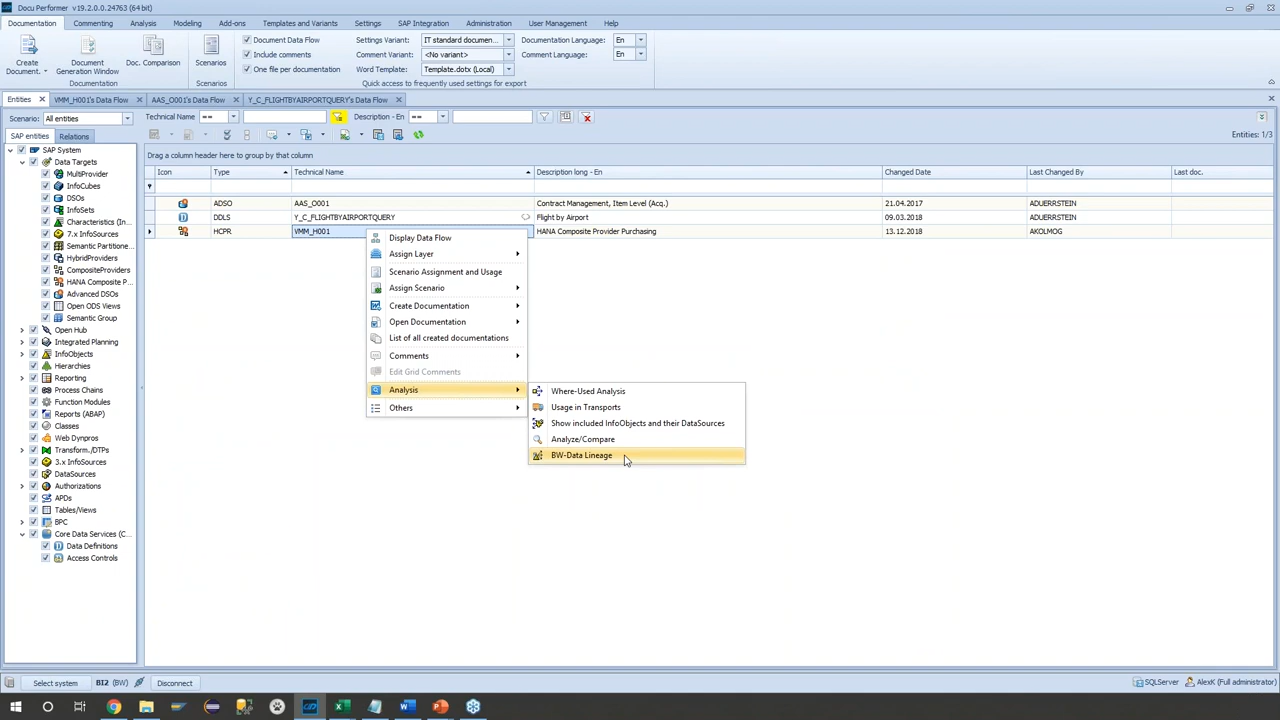 Docu Performer v19.2.0.0.24763 (64 bit)
Documentation Commenting Analysis Modeling Add-ons Templates and Variants Settings SAP Integration Administration User Management Help
Create Document.
Document Generation Window
Doc. Comparison
Documentation
Scenarios
Scenarios
Document Data Flow
Include comments
One file per documentation
Settings Variant: IT standard documen...
Comment Variant: <No variant>
Word Template: Template.dotx (Local)
Documentation Language: En
Comment Language: En
Quick access to frequently used settings for export
Entities VMM_H001's Data Flow AAS_O001's Data Flow Y_C_FLIGHTBYAIRPORTQUERY's Data Flow
Scenario: All entities
Technical Name == Description - En ==
SAP entities Relations
Entities: 1/3
Drag a column header here to group by that column
Icon Type Technical Name Description long - En Changed Date Last Changed By Last doc.
ADSO AAS_O001 Contract Management, Item Level (Acq.) 21.04.2017 ADUERRSTEIN
DDLS Y_C_FLIGHTBYAIRPORTQUERY Flight by Airport 09.03.2018 ADUERRSTEIN
HCPR VMM_H001 HANA Composite Provider Purchasing 13.12.2018 AKOLMOG
SAP System
Data Targets
MultiProvider
InfoCubes
DSOs
InfoSets
Characteristics (In...
7.x InfoSources
Semantic Partitione...
HybridProviders
CompositeProviders
HANA Composite P...
Advanced DSOs
Open ODS Views
Semantic Group
Open Hub
Integrated Planning
InfoObjects
Hierarchies
Reporting
Process Chains
Function Modules
Reports (ABAP)
Classes
Web Dynpros
Transform./DTPs
3.x InfoSources
DataSources
Authorizations
APDs
Tables/Views
BPC
Core Data Services (C...
Data Definitions
Access Controls
Display Data Flow
Assign Layer
Scenario Assignment and Usage
Assign Scenario
Create Documentation
Open Documentation
List of all created documentations
Comments
Edit Grid Comments
Analysis
Others
Where-Used Analysis
Usage in Transports
Show included InfoObjects and their DataSources
Analyze/Compare
BW-Data Lineage
Select system BI2 (BW) Disconnect
SQLServer AlexK (Full administrator)